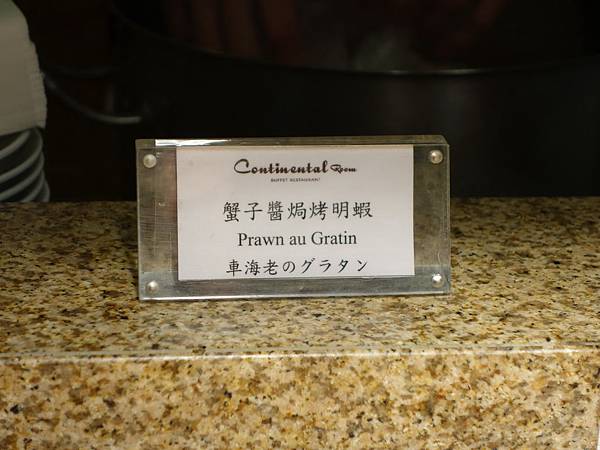 Continental Room
BUFFET RESTAURANT
蟹子醬焗烤明蝦
Prawn au Gratin
車海老のグラタン